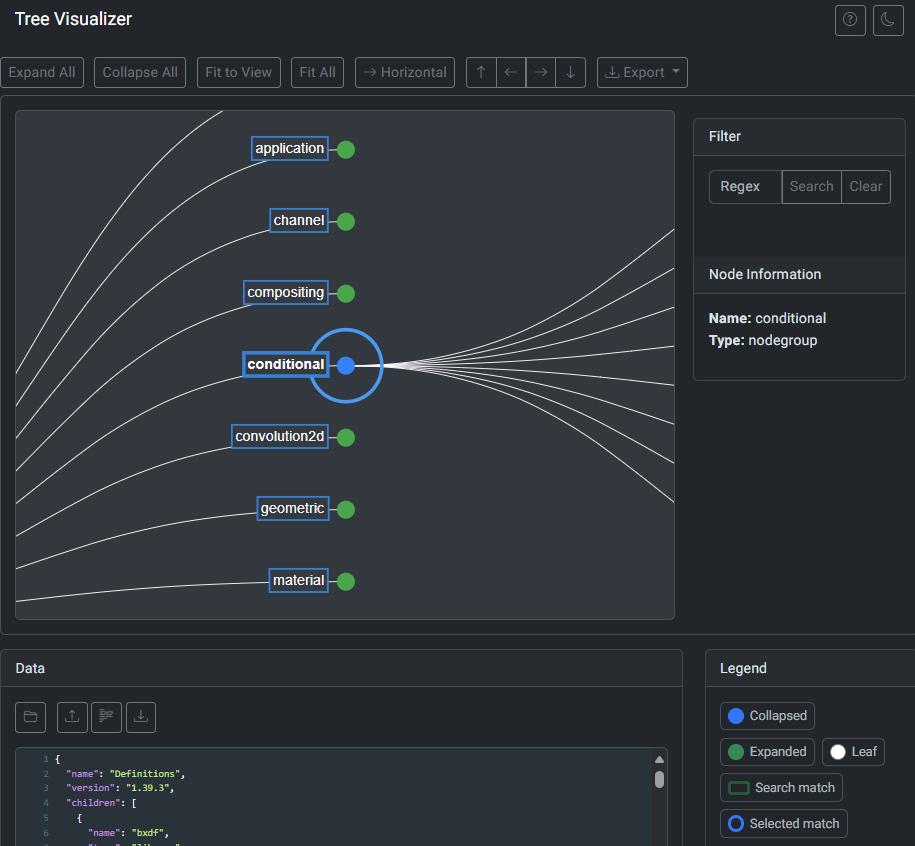 Tree Visualizer
Expand All
Collapse All
Fit to View
Fit All
→ Horizontal
↑ ← → ↓
Export
application
channel
compositing
conditional
convolution2d
geometric
material
Filter
Regex
Search
Clear
Node Information
Name: conditional
Type: nodegroup
Data
1 {
2 "name": "Definitions",
3 "version": "1.39.3",
4 "children": [
5 {
6 "name": "bxdf",
Legend
Collapsed
Expanded
Leaf
Search match
Selected match